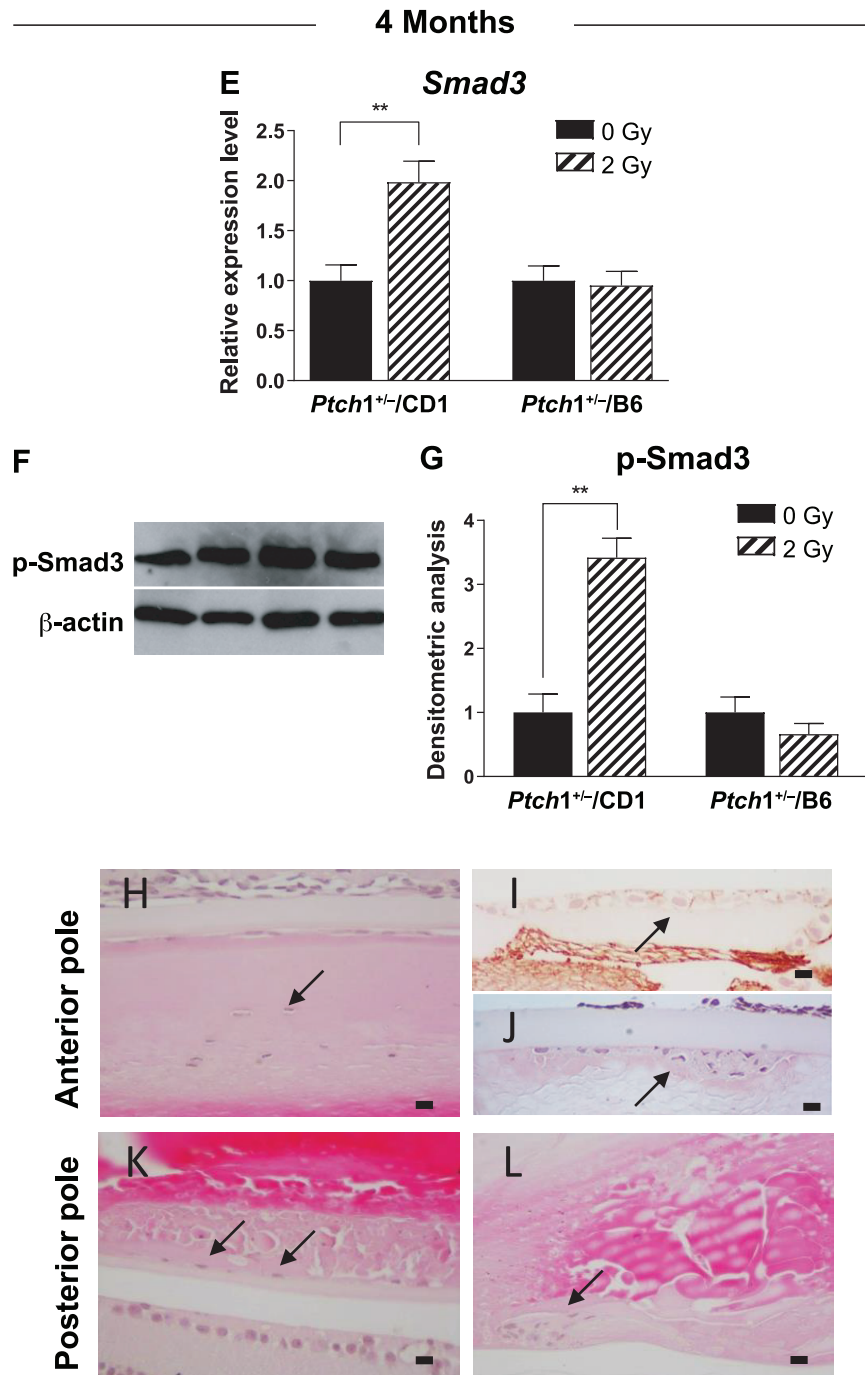 4 Months
E Smad3
**
0 Gy
2 Gy
Relative expression level
2.5
2.0
1.5
1.0
0.5
0.0
Ptch1+/–/CD1 Ptch1+/–/B6
F
p-Smad3
β-actin
G p-Smad3
**
0 Gy
2 Gy
Densitometric analysis
4
3
2
1
0
Ptch1+/–/CD1 Ptch1+/–/B6
Anterior pole
H
I
J
Posterior pole
K
L